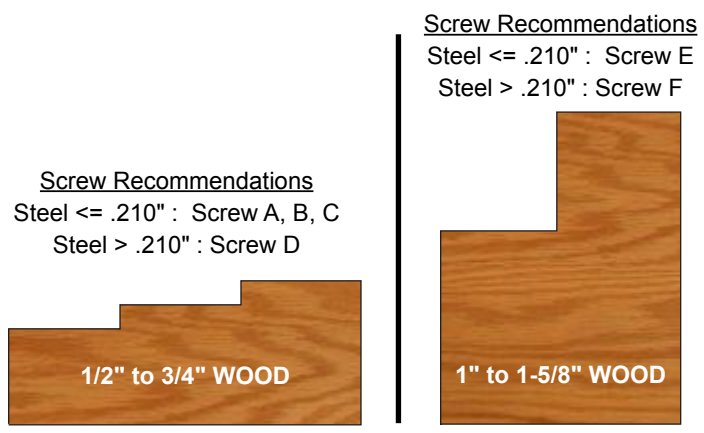 Screw Recommendations
Steel <= .210" :  Screw A, B, C
Steel > .210" : Screw D
1/2" to 3/4" WOOD
Screw Recommendations
Steel <= .210" :  Screw E
Steel > .210" : Screw F
1" to 1-5/8" WOOD